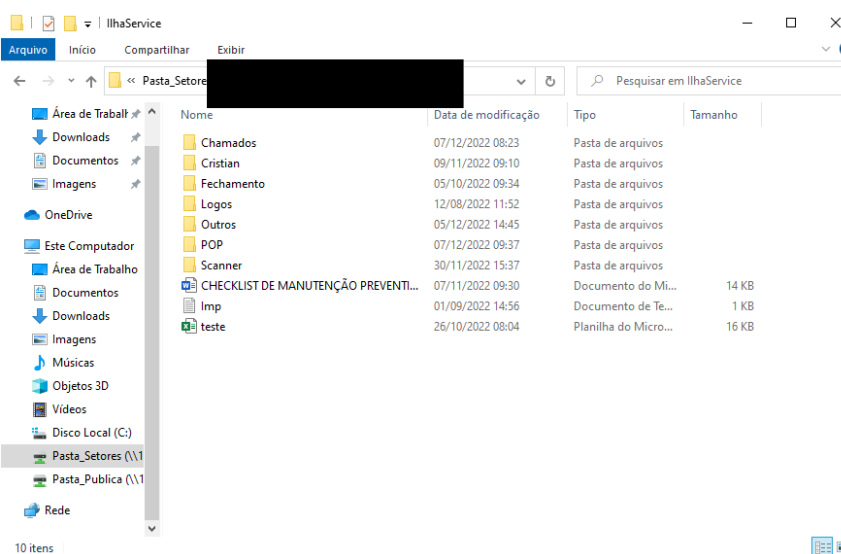 IlhaService
Arquivo Início Compartilhar Exibir
« Pasta_Setore Pesquisar em IlhaService
Nome Data de modificação Tipo Tamanho
Área de Trabalh
Downloads
Documentos
Imagens
OneDrive
Este Computador
Área de Trabalho
Documentos
Downloads
Imagens
Músicas
Objetos 3D
Vídeos
Disco Local (C:)
Pasta_Setores (\\1
Pasta_Publica (\\1
Rede
Chamados 07/12/2022 08:23 Pasta de arquivos
Cristian 09/11/2022 09:10 Pasta de arquivos
Fechamento 05/10/2022 09:34 Pasta de arquivos
Logos 12/08/2022 11:52 Pasta de arquivos
Outros 05/12/2022 14:45 Pasta de arquivos
POP 07/12/2022 09:37 Pasta de arquivos
Scanner 30/11/2022 15:37 Pasta de arquivos
CHECKLIST DE MANUTENÇÃO PREVENTI... 07/11/2022 09:30 Documento do Mi... 14 KB
Imp 01/09/2022 14:56 Documento de Te... 1 KB
teste 26/10/2022 08:04 Planilha do Micro... 16 KB
10 itens